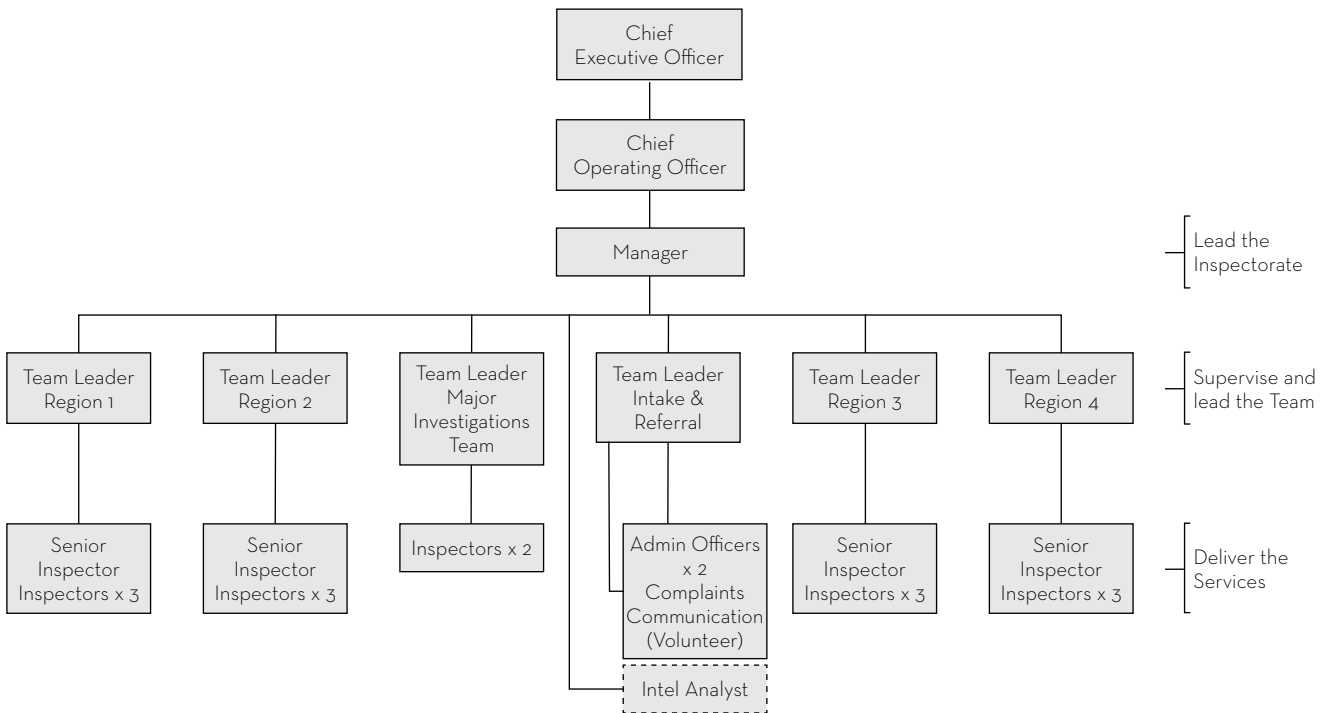 Chief
Executive Officer
Chief
Operating Officer
Manager
Lead the
Inspectorate
Team Leader
Region 1
Team Leader
Region 2
Team Leader
Major
Investigations
Team
Team Leader
Intake &
Referral
Team Leader
Region 3
Team Leader
Region 4
Supervise and
lead the Team
Senior
Inspector
Inspectors x 3
Senior
Inspector
Inspectors x 3
Inspectors x 2
Admin Officers
x 2
Complaints
Communication
(Volunteer)
Senior
Inspector
Inspectors x 3
Senior
Inspector
Inspectors x 3
Deliver the
Services
Intel Analyst